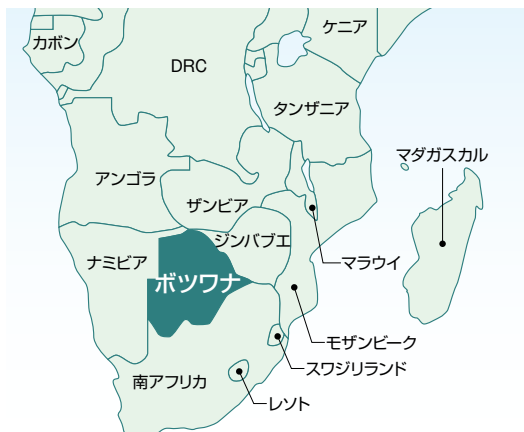 ケニア
カボン
DRC
タンザニア
マダガスカル
アンゴラ
ザンビア
ジンバブエ
ナミビア
マラウイ
ボツワナ
モザンビーク
スワジリランド
南アフリカ
レソト